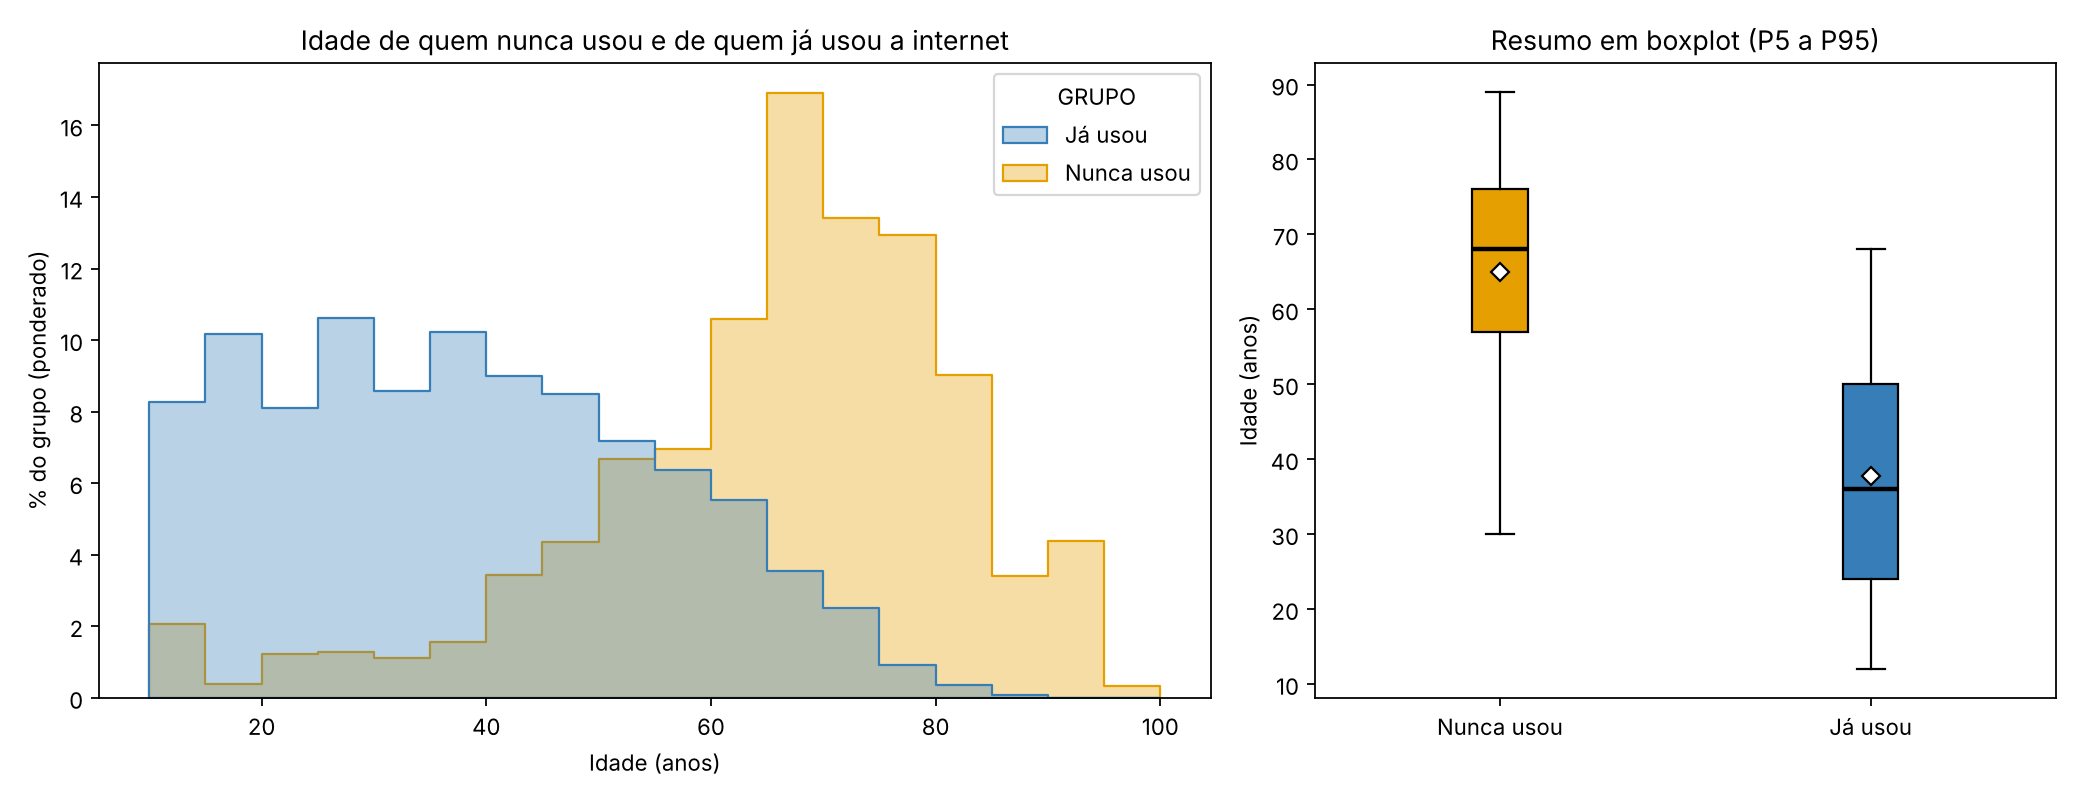 Idade de quem nunca usou e de quem já usou a internet
GRUPO
Já usou
Nunca usou
% do grupo (ponderado)
16
14
12
10
8
6
4
2
0
20
40
60
80
100
Idade (anos)
Resumo em boxplot (P5 a P95)
Idade (anos)
90
80
70
60
50
40
30
20
10
Nunca usou
Já usou